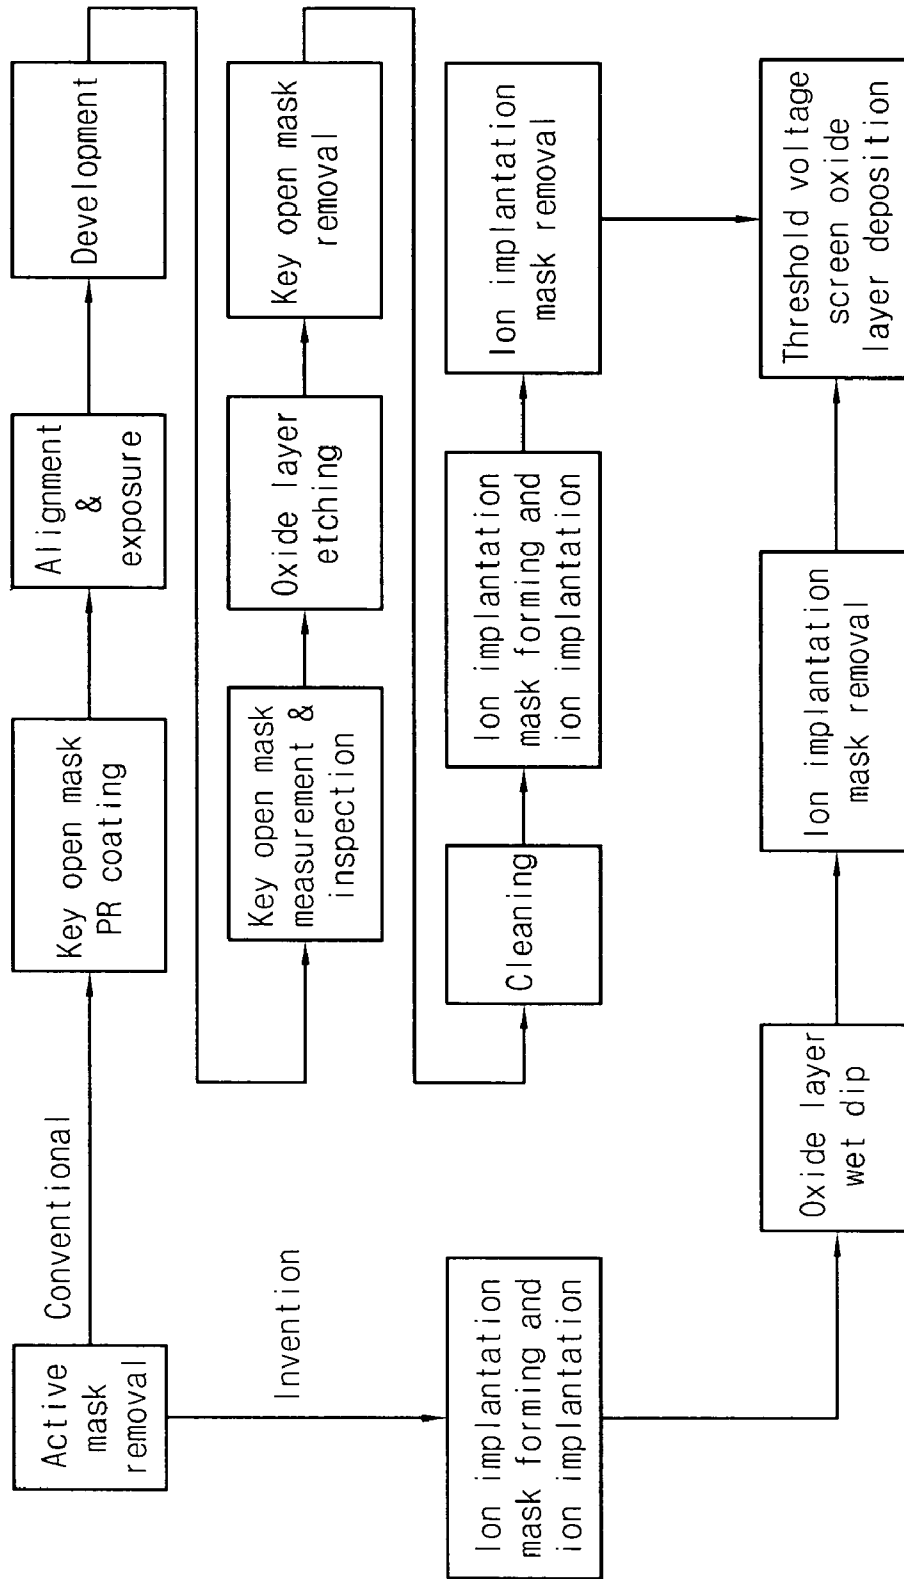 Active
mask
removal
Conventional
Key open mask
PR coating
Alignment
&
exposure
Development
Key open mask
measurement &
inspection
Oxide layer
etching
Key open mask
removal
Cleaning
Ion implantation
mask forming and
ion implantation
Ion implantation
mask removal
Invention
Ion implantation
mask forming and
ion implantation
Oxide layer
wet dip
Ion implantation
mask removal
Threshold voltage
screen oxide
layer deposition